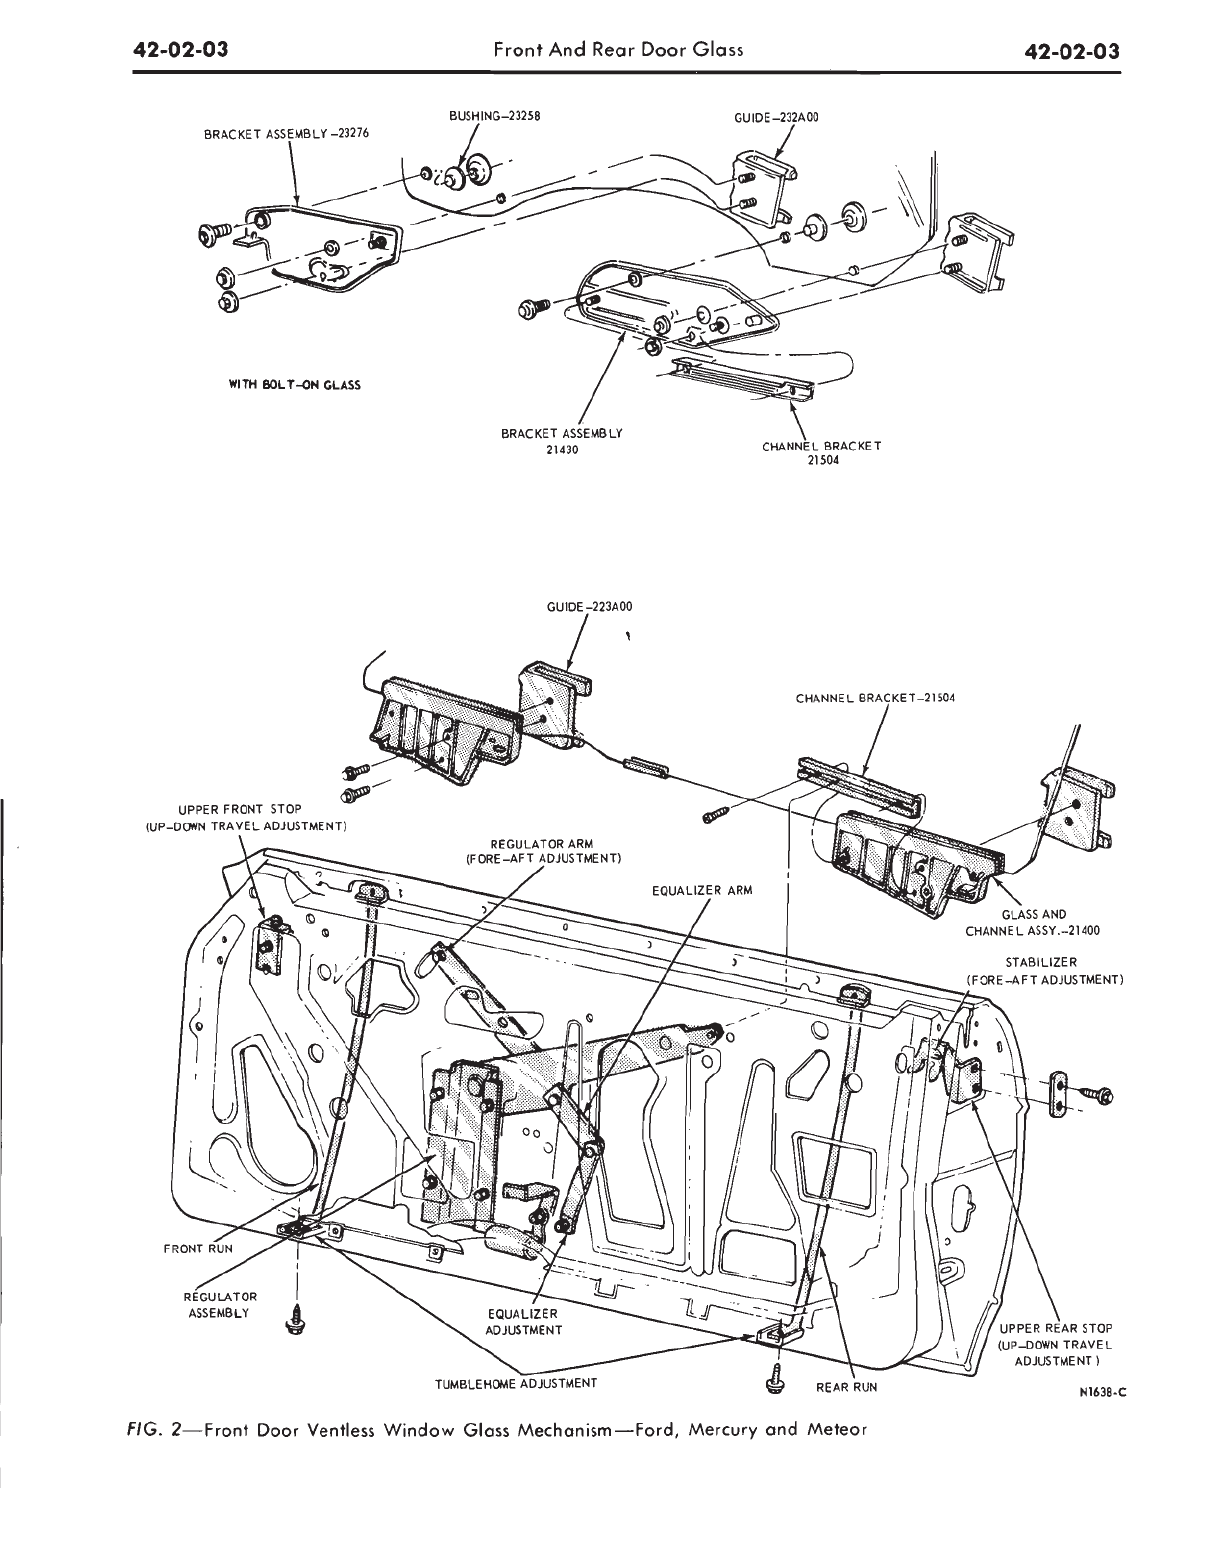 42-02-03 Front And Rear Door Glass 42-02-03
BUSHING-23258
GUIDE-232A00
BRACKET ASSEMBLY-23276
WITH BOLT-ON GLASS
BRACKET ASSEMBLY
21430
CHANNEL BRACKET
21504
GUIDE-223A00
CHANNEL BRACKET-21504
UPPER FRONT STOP
(UP-DOWN TRAVEL ADJUSTMENT)
REGULATOR ARM
(FORE-AFT ADJUSTMENT)
EQUALIZER ARM
GLASS AND
CHANNEL ASSY.-21400
STABILIZER
(FORE-AFT ADJUSTMENT)
FRONT RUN
REGULATOR
ASSEMBLY
EQUALIZER
ADJUSTMENT
UPPER REAR STOP
(UP-DOWN TRAVEL
ADJUSTMENT)
TUMBLEHOME ADJUSTMENT
REAR RUN
N1638-C
FIG. 2—Front Door Ventless Window Glass Mechanism—Ford, Mercury and Meteor